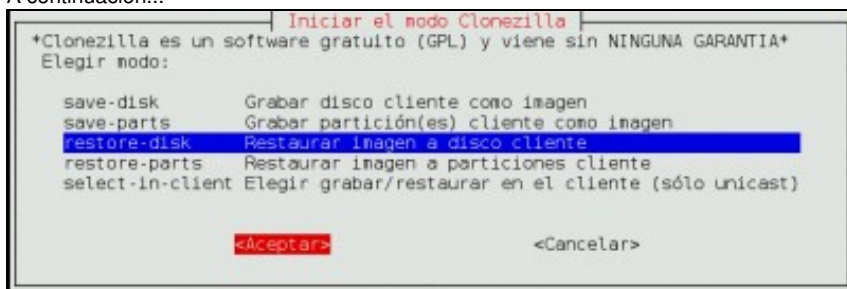 A continuación...
Iniciar el modo Clonezilla
*Clonezilla es un software gratuito (GPL) y viene sin NINGUNA GARANTIA*
Elegir modo:
save-disk Grabar disco cliente como imagen
save-parts Grabar partición(es) cliente como imagen
restore-disk Restaurar imagen a disco cliente
restore-parts Restaurar imagen a particiones cliente
select-in-client Elegir grabar/restaurar en el cliente (sólo unicast)
<Aceptar> <Cancelar>